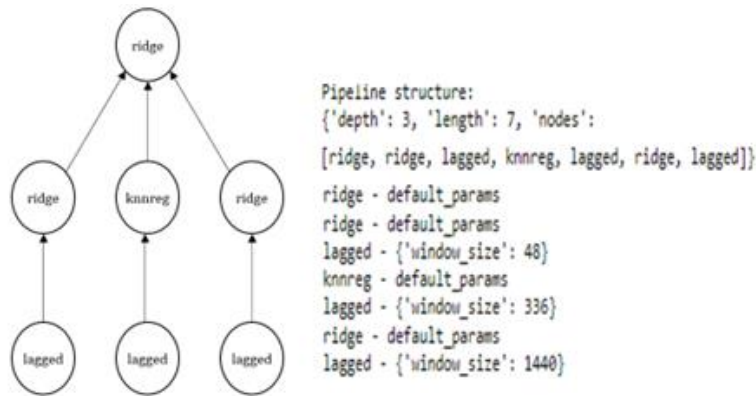 ridge
ridge
knnreg
ridge
lagged
lagged
lagged
Pipeline structure:
{'depth': 3, 'length': 7, 'nodes':
[ridge, ridge, lagged, knnreg, lagged, ridge, lagged]}
ridge - default_params
ridge - default_params
lagged - {'window_size': 48}
knnreg - default_params
lagged - {'window_size': 336}
ridge - default_params
lagged - {'window_size': 1440}